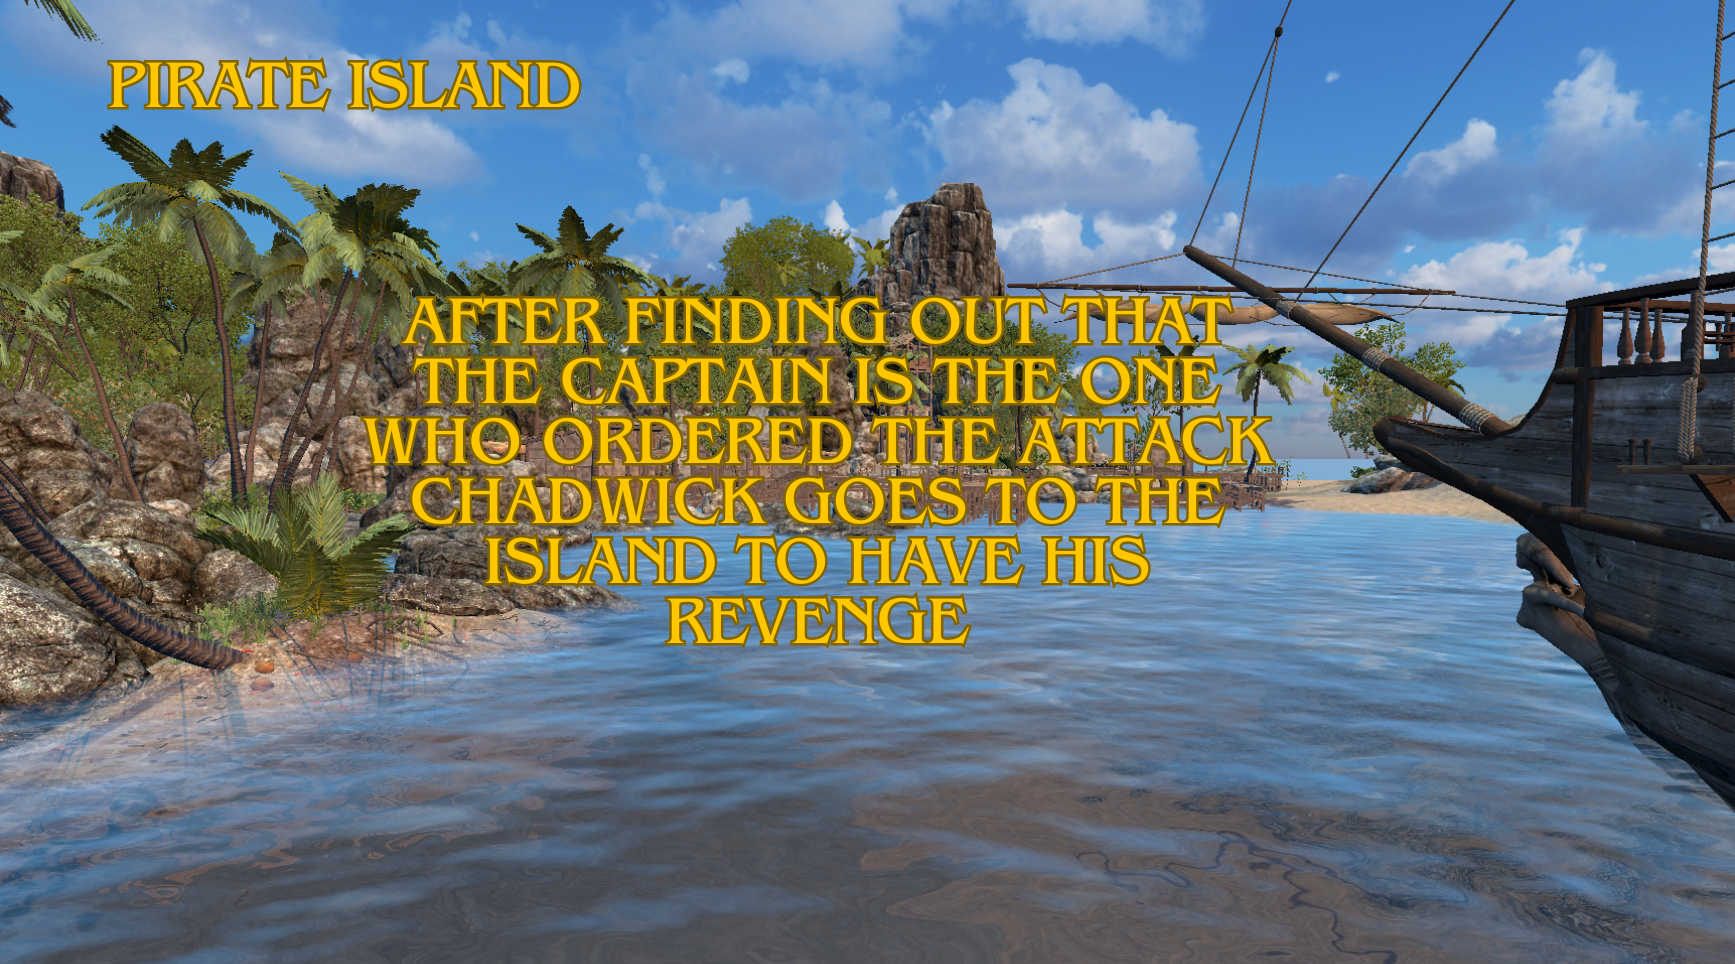 PIRATE ISLAND
AFTER FINDING OUT THAT
THE CAPTAIN IS THE ONE
WHO ORDERED THE ATTACK
CHADWICK GOES TO THE
ISLAND TO HAVE HIS
REVENGE